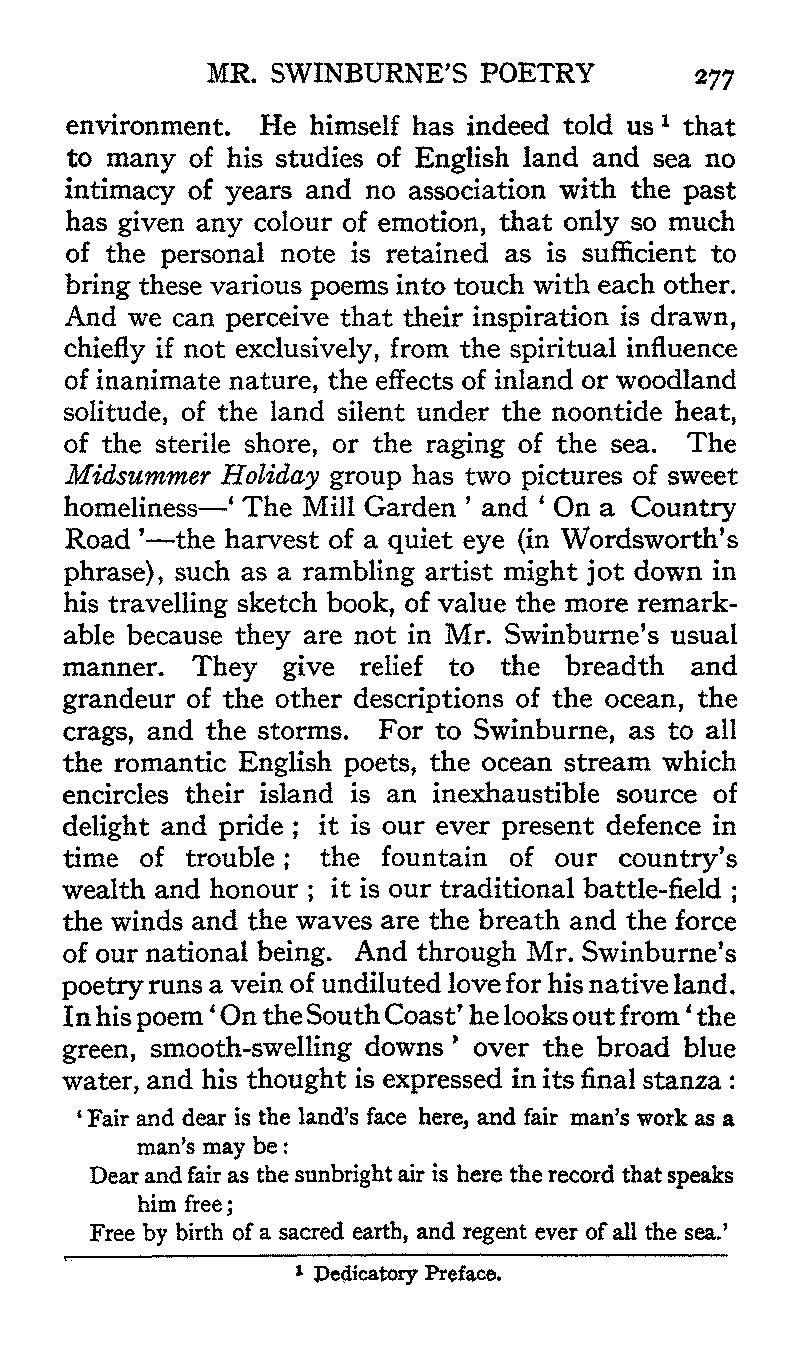 MR. SWINBURNE'S POETRY 277
environment. He himself has indeed told us ¹ that
to many of his studies of English land and sea no
intimacy of years and no association with the past
has given any colour of emotion, that only so much
of the personal note is retained as is sufficient to
bring these various poems into touch with each other.
And we can perceive that their inspiration is drawn,
chiefly if not exclusively, from the spiritual influence
of inanimate nature, the effects of inland or woodland
solitude, of the land silent under the noontide heat,
of the sterile shore, or the raging of the sea. The
Midsummer Holiday group has two pictures of sweet
homeliness—‘ The Mill Garden ’ and ‘ On a Country
Road ’—the harvest of a quiet eye (in Wordsworth's
phrase), such as a rambling artist might jot down in
his travelling sketch book, of value the more remark-
able because they are not in Mr. Swinburne's usual
manner. They give relief to the breadth and
grandeur of the other descriptions of the ocean, the
crags, and the storms. For to Swinburne, as to all
the romantic English poets, the ocean stream which
encircles their island is an inexhaustible source of
delight and pride ; it is our ever present defence in
time of trouble ; the fountain of our country's
wealth and honour ; it is our traditional battle-field ;
the winds and the waves are the breath and the force
of our national being. And through Mr. Swinburne's
poetry runs a vein of undiluted love for his native land.
In his poem ‘On the South Coast’ he looks out from ‘the
green, smooth-swelling downs ’ over the broad blue
water, and his thought is expressed in its final stanza :
‘Fair and dear is the land's face here, and fair man's work as a
man's may be :
Dear and fair as the sunbright air is here the record that speaks
him free ;
Free by birth of a sacred earth, and regent ever of all the sea.’
¹ Dedicatory Preface.